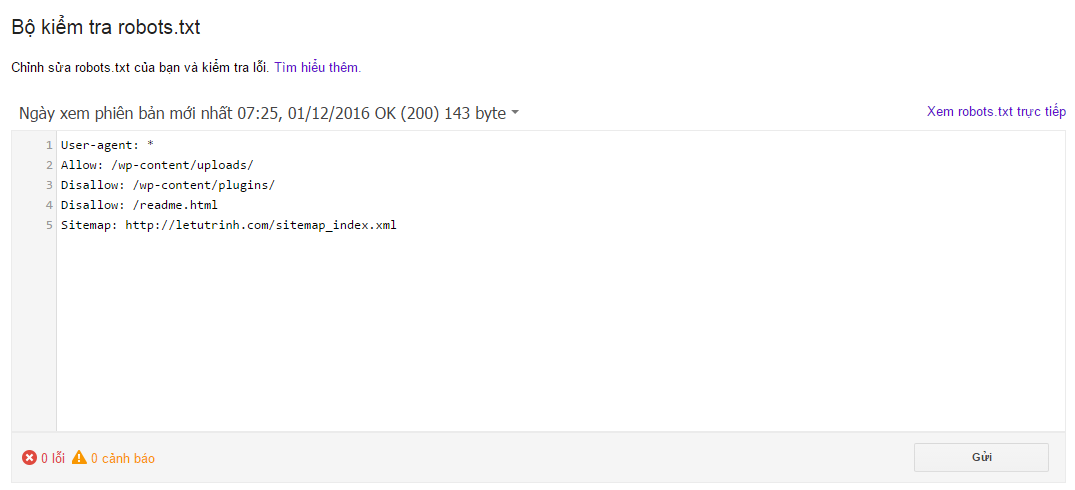 Bộ kiểm tra robots.txt
Chỉnh sửa robots.txt của bạn và kiểm tra lỗi. Tìm hiểu thêm.
Ngày xem phiên bản mới nhất 07:25, 01/12/2016 OK (200) 143 byte
Xem robots.txt trực tiếp
1 User-agent: *
2 Allow: /wp-content/uploads/
3 Disallow: /wp-content/plugins/
4 Disallow: /readme.html
5 Sitemap: http://letutrinh.com/sitemap_index.xml
0 lỗi 0 cảnh báo
Gửi